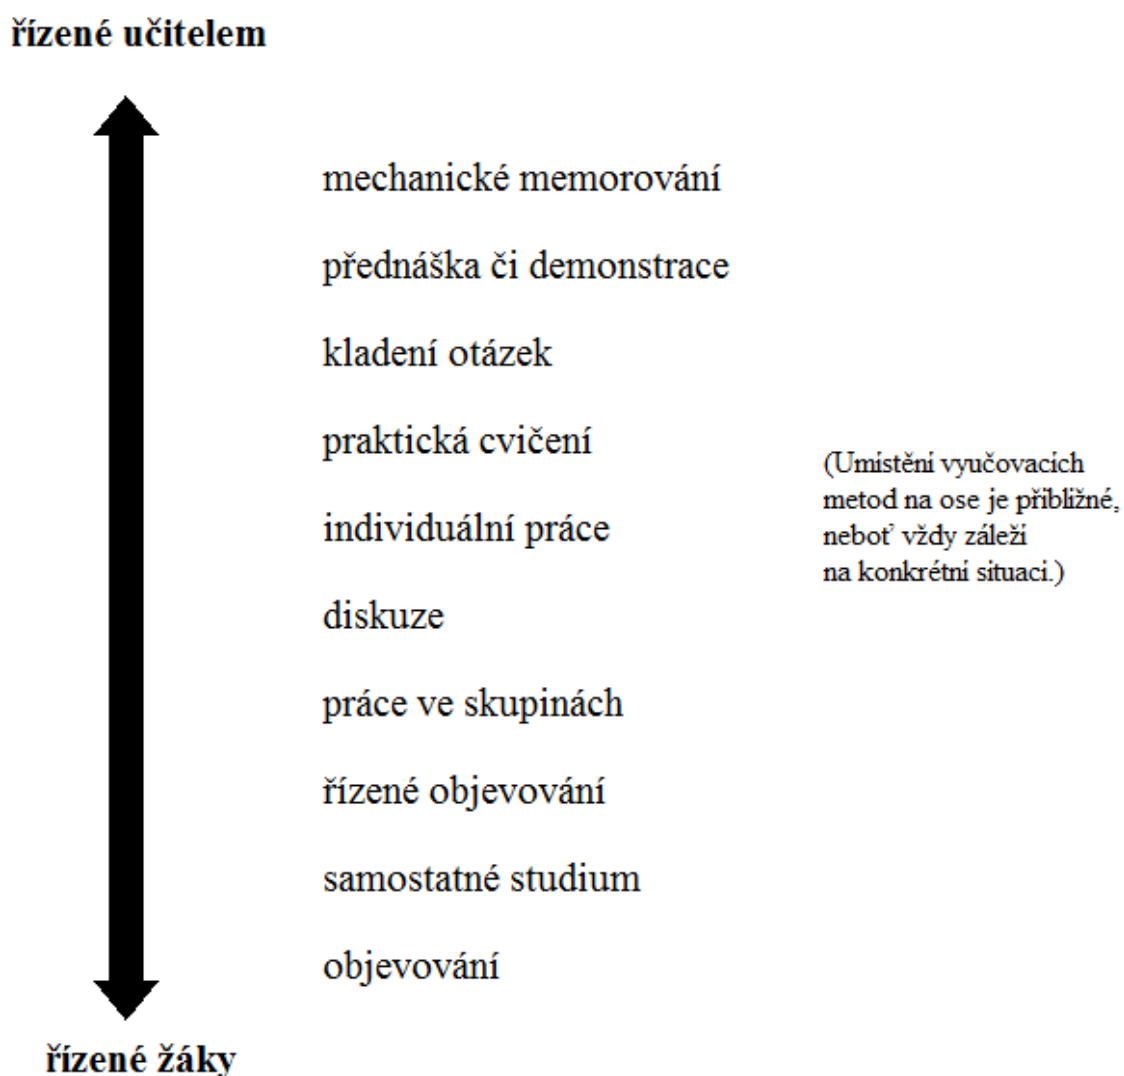 řízené učitelem
mechanické memorování
přednáška či demonstrace
kladení otázek
praktická cvičení
individuální práce
diskuze
práce ve skupinách
řízené objevování
samostatné studium
objevování
(Umístění vyučovacích
metod na ose je přibližné,
neboť vždy záleží
na konkrétní situaci.)
řízené žáky